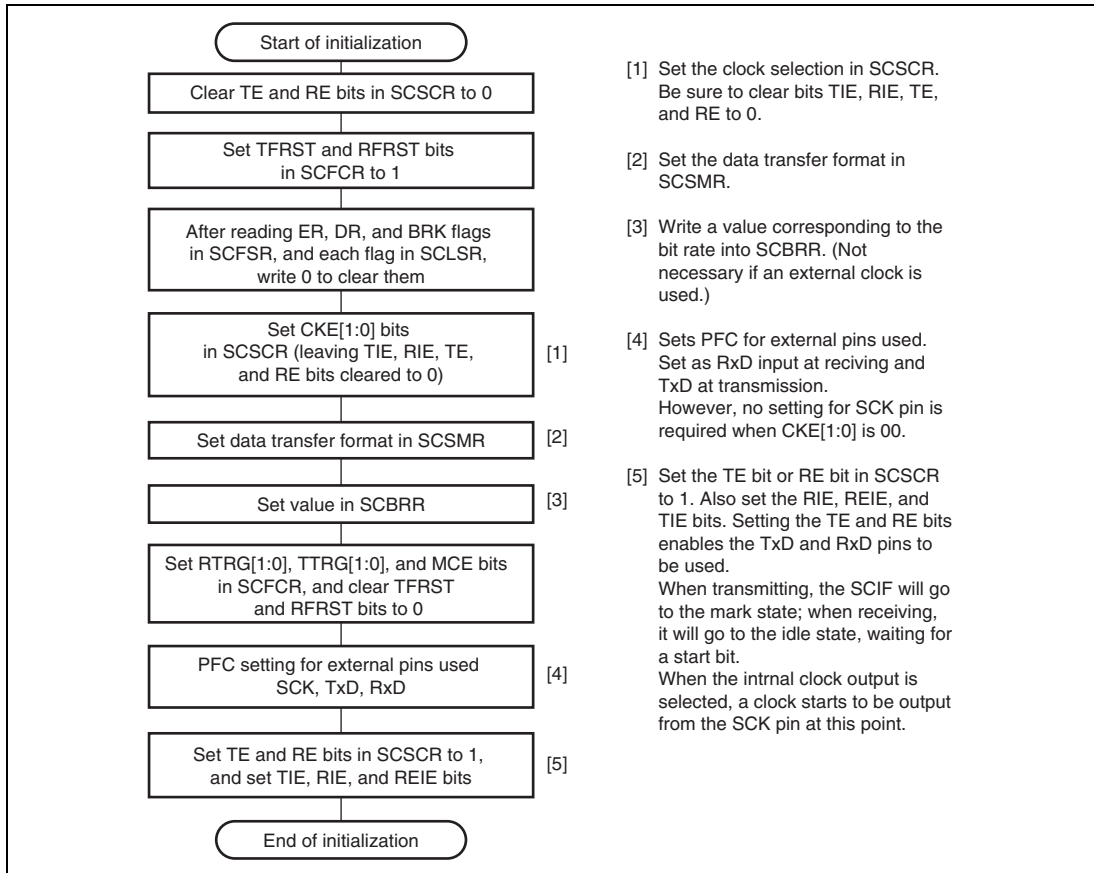 Start of initialization
Clear TE and RE bits in SCSCR to 0
Set TFRST and RFRST bits
in SCFCR to 1
After reading ER, DR, and BRK flags
in SCFSR, and each flag in SCLSR,
write 0 to clear them
Set CKE[1:0] bits
in SCSCR (leaving TIE, RIE, TE,
and RE bits cleared to 0)
[1]
Set data transfer format in SCSMR
[2]
Set value in SCBRR
[3]
Set RTRG[1:0], TTRG[1:0], and MCE bits
in SCFCR, and clear TFRST
and RFRST bits to 0
PFC setting for external pins used
SCK, TxD, RxD
[4]
Set TE and RE bits in SCSCR to 1,
and set TIE, RIE, and REIE bits
[5]
End of initialization
[1] Set the clock selection in SCSCR.
Be sure to clear bits TIE, RIE, TE,
and RE to 0.
[2] Set the data transfer format in
SCSMR.
[3] Write a value corresponding to the
bit rate into SCBRR. (Not
necessary if an external clock is
used.)
[4] Sets PFC for external pins used.
Set as RxD input at reciving and
TxD at transmission.
However, no setting for SCK pin is
required when CKE[1:0] is 00.
[5] Set the TE bit or RE bit in SCSCR
to 1. Also set the RIE, REIE, and
TIE bits. Setting the TE and RE bits
enables the TxD and RxD pins to
be used.
When transmitting, the SCIF will go
to the mark state; when receiving,
it will go to the idle state, waiting for
a start bit.
When the intrnal clock output is
selected, a clock starts to be output
from the SCK pin at this point.